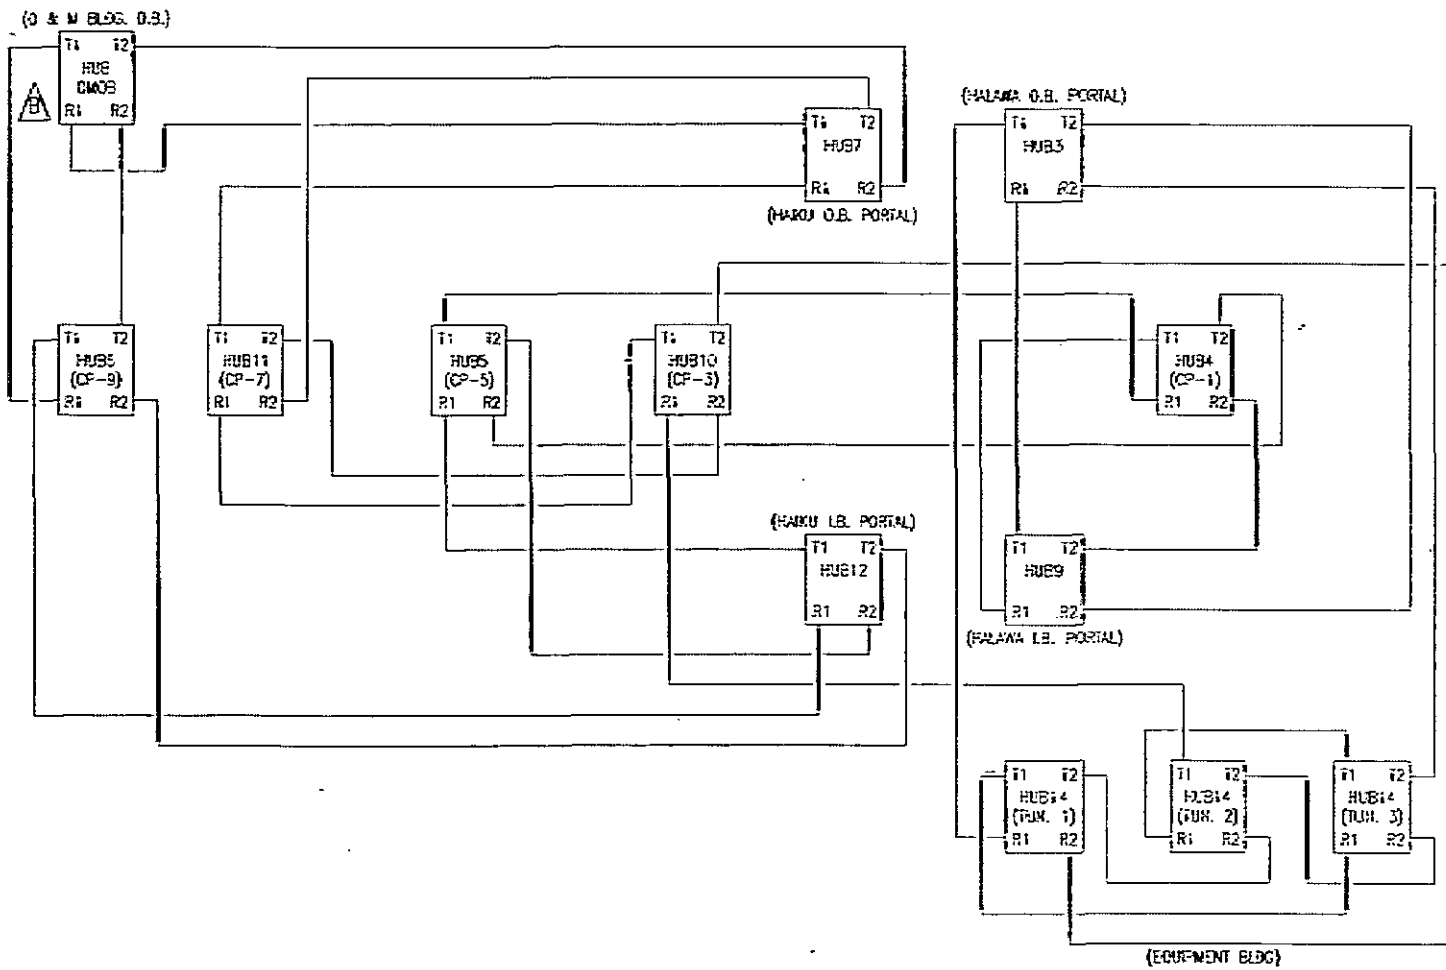 (O & M BLDG. O.B.)
T1 T2
HUB
CMOB
R1 R2
B
(HALAWA O.B. PORTAL)
T1 T2
HUB7
R1 R2
(HAIKU O.B. PORTAL)
T1 T2
HUB3
R1 R2
T1 T2
(CP-9)
R1 R2
T1 T2
HUB11
(CP-7)
R1 R2
T1 T2
HUB5
(CP-5)
R1 R2
T1 T2
HUB10
(CP-3)
R1 R2
T1 T2
HUB4
(CP-1)
R1 R2
(HAIKU I.B. PORTAL)
T1 T2
HUB12
R1 R2
T1 T2
HUB9
R1 R2
(HALAWA I.B. PORTAL)
T1 T2
HUB14
(TUN. 1)
R1 R2
T1 T2
HUB14
(TUN. 2)
R1 R2
T1 T2
HUB14
(TUN. 3)
R1 R2
(EQUIPMENT BLDG)